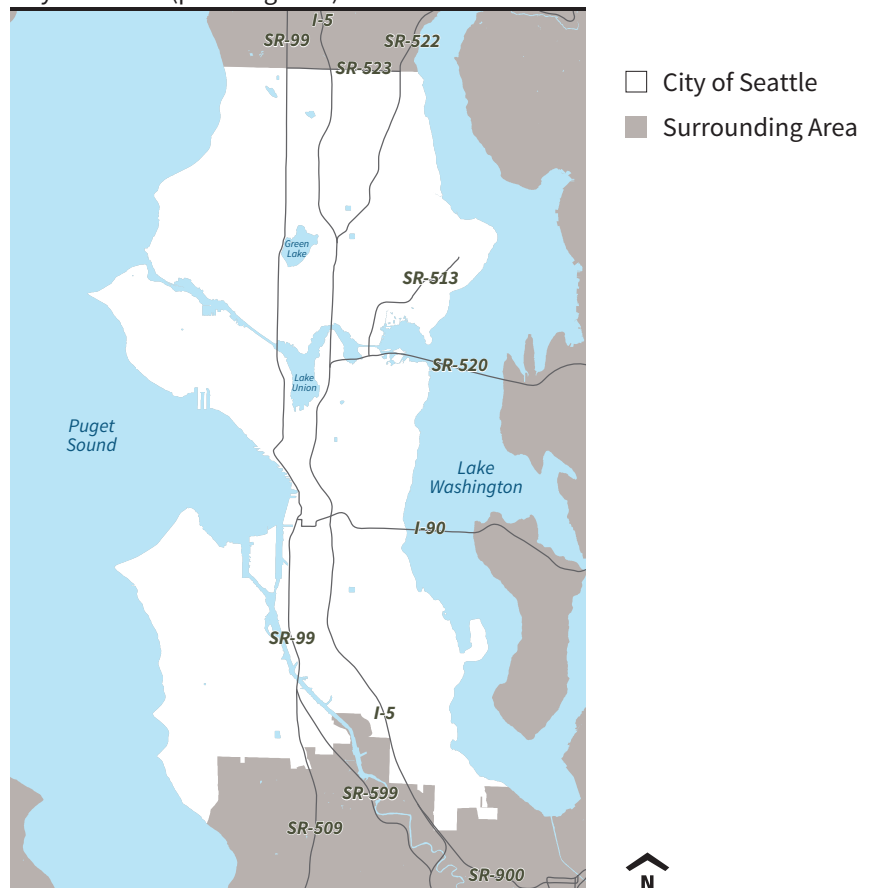 I-5
SR-99
SR-522
SR-523
City of Seattle
Surrounding Area
Green
Lake
SR-513
SR-520
Lake
Union
Puget
Sound
Lake
Washington
I-90
SR-99
I-5
SR-599
SR-509
SR-900
N